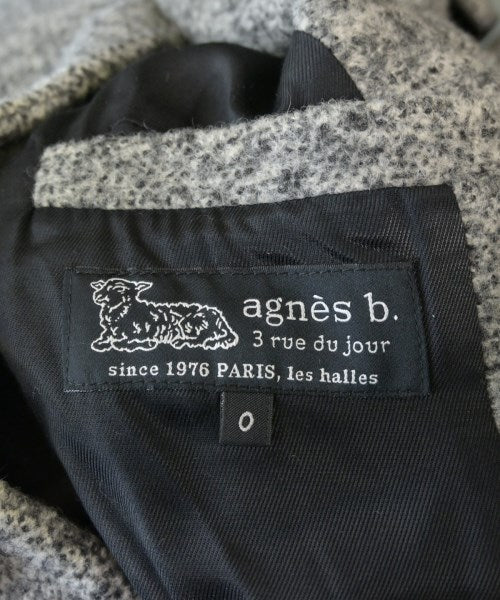 agnès b.
3 rue du jour
since 1976 PARIS, les halles
0